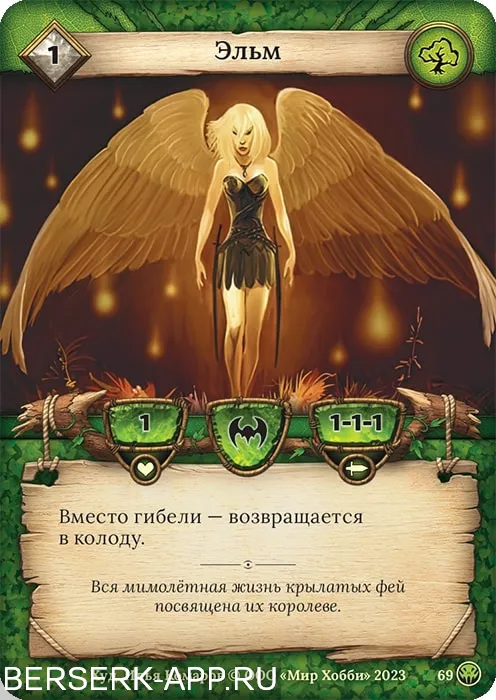 1
Эльм
1
1-1-1
Вместо гибели — возвращается
в колоду.
Вся мимолётная жизнь крылатых фей
посвящена их королеве.
© ООО «Мир Хобби» 2023
69
BERSERK-APP.RU